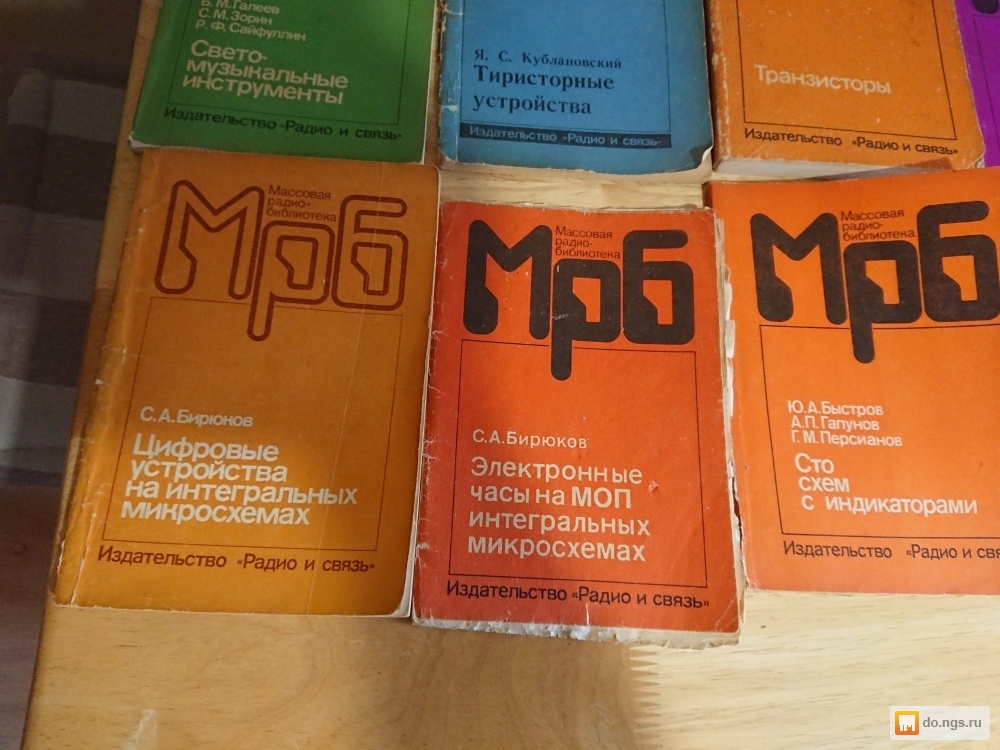 Б. М. Галеев
С. М. Зорин
Р. Ф. Сайфуллин
Свето-
музыкальные
инструменты
Издательство «Радио и связь»
Я. С. Кублановский
Тиристорные
устройства
Издательство «Радио и связь»
Транзисторы
Издательство «Радио и связь»
Массовая
радио-
библиотека
Мрб
С.А.Бирюков
Цифровые
устройства
на интегральных
микросхемах
Издательство «Радио и связь»
Массовая
радио-
библиотека
Мрб
С.А.Бирюков
Электронные
часы на МОП
интегральных
микросхемах
Издательство «Радио и связь»
Массовая
радио-
библиотека
Мрб
Ю.А.Быстров
А.П.Гапунов
Г.М.Персианов
Сто
схем
с индикаторами
Издательство «Радио и связ
do.ngs.ru